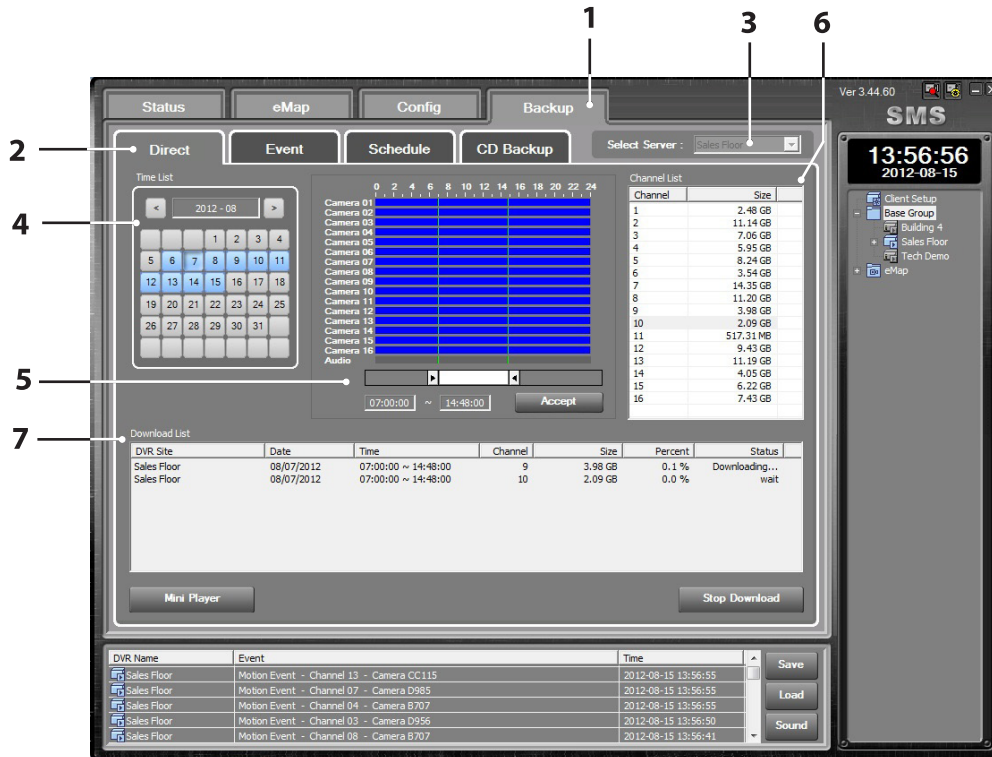 1
3
6
2
4
5
7
Status
eMap
Config
Backup
Ver 3.44.60
SMS
Direct
Event
Schedule
CD Backup
Select Server :
Sales Floor
13:56:56
2012-08-15
Client Setup
Base Group
Building 4
Sales Floor
Tech Demo
eMap
Time List
< 2012 - 08 >
1 2 3 4
5 6 7 8 9 10 11
12 13 14 15 16 17 18
19 20 21 22 23 24 25
26 27 28 29 30 31
0 2 4 6 8 10 12 14 16 18 20 22 24
Camera 01
Camera 02
Camera 03
Camera 04
Camera 05
Camera 06
Camera 07
Camera 08
Camera 09
Camera 10
Camera 11
Camera 12
Camera 13
Camera 14
Camera 15
Camera 16
Audio
07:00:00 ~ 14:48:00
Accept
Channel List
Channel Size
1 2.48 GB
2 11.14 GB
3 7.06 GB
4 5.95 GB
5 8.24 GB
6 3.54 GB
7 14.35 GB
8 11.20 GB
9 3.98 GB
10 2.09 GB
11 517.31 MB
12 9.43 GB
13 11.19 GB
14 4.05 GB
15 6.22 GB
16 7.43 GB
Download List
DVR Site Date Time Channel Size Percent Status
Sales Floor 08/07/2012 07:00:00 ~ 14:48:00 9 3.98 GB 0.1 % Downloading...
Sales Floor 08/07/2012 07:00:00 ~ 14:48:00 10 2.09 GB 0.0 % wait
Mini Player
Stop Download
DVR Name Event Time
Sales Floor Motion Event - Channel 13 - Camera CC115 2012-08-15 13:56:55
Sales Floor Motion Event - Channel 07 - Camera D985 2012-08-15 13:56:55
Sales Floor Motion Event - Channel 04 - Camera B707 2012-08-15 13:56:55
Sales Floor Motion Event - Channel 03 - Camera D956 2012-08-15 13:56:50
Sales Floor Motion Event - Channel 08 - Camera B707 2012-08-15 13:56:41
Save
Load
Sound